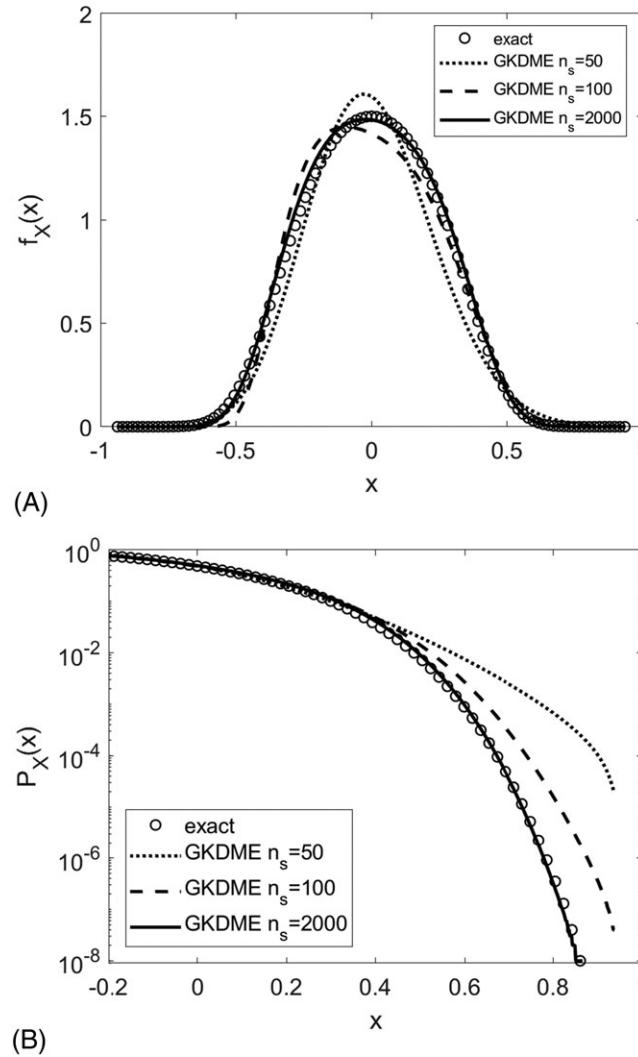 2
1.5
1
0.5
0
-1
-0.5
0
0.5
f_X(x)
x
exact
GKDME n_s=50
GKDME n_s=100
GKDME n_s=2000
(A)
10^0
10^-2
10^-4
10^-6
10^-8
-0.2
0
0.2
0.4
0.6
0.8
P_X(x)
x
exact
GKDME n_s=50
GKDME n_s=100
GKDME n_s=2000
(B)